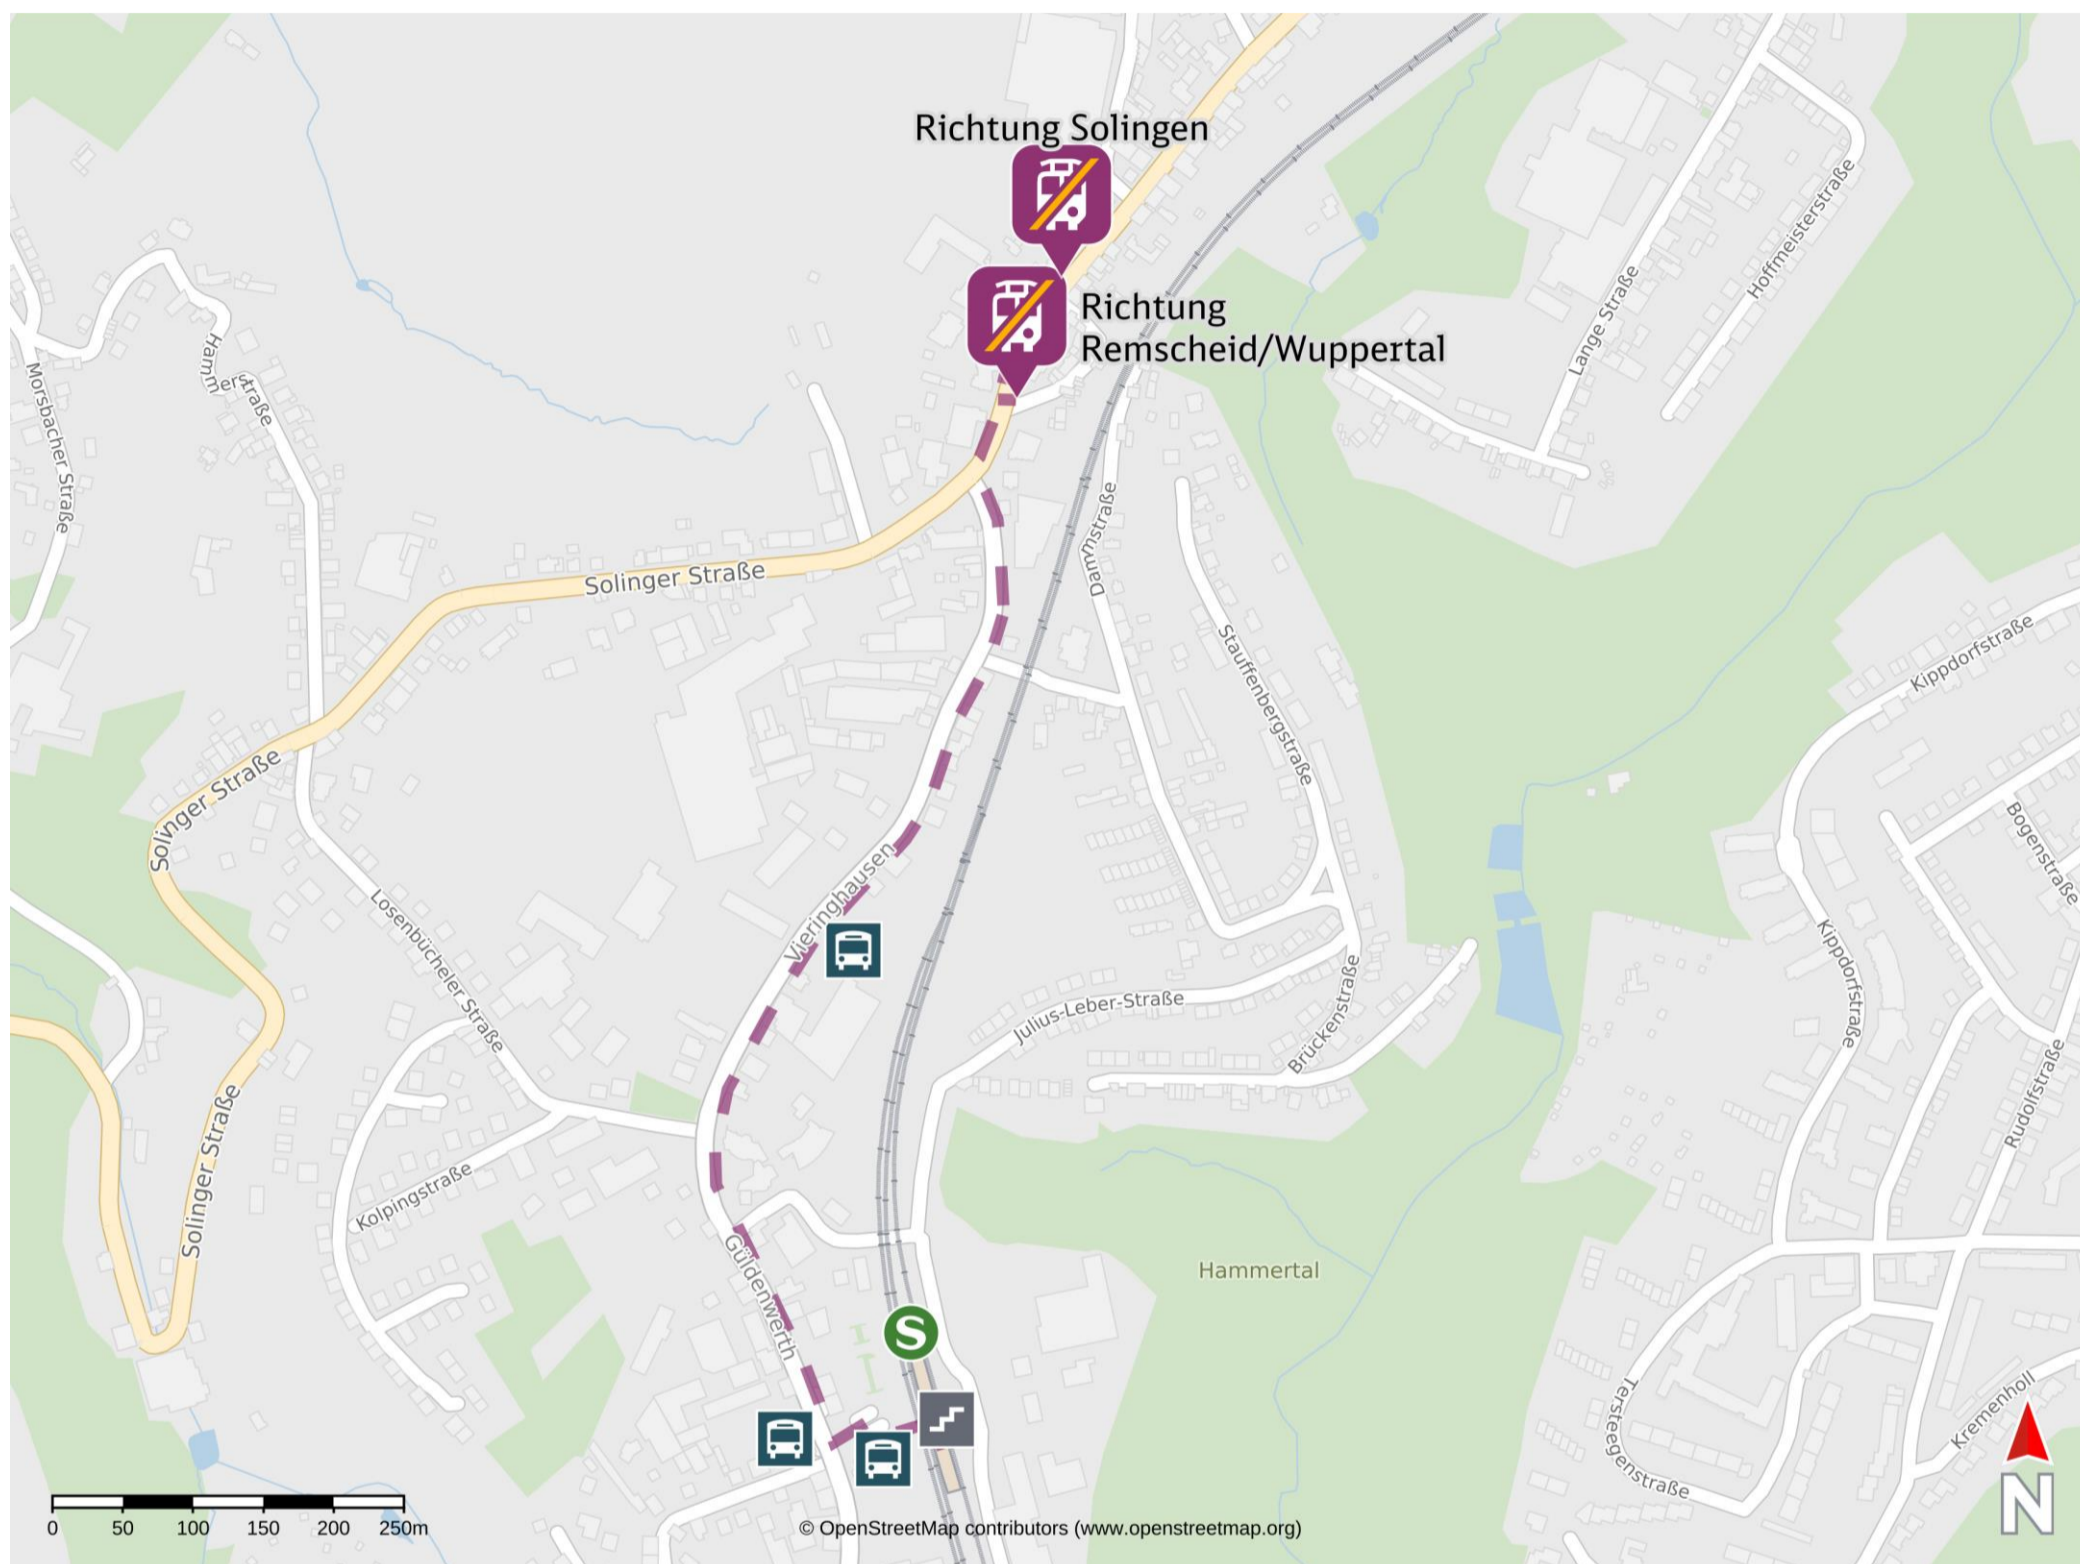 Richtung Solingen
Richtung
Remscheid/Wuppertal
Hoffmeisterstraße
Lange Straße
Hammerstraße
Morsbacher Straße
Dammstraße
Solinger Straße
Stauffenbergstraße
Kippdorfstraße
Solinger Straße
Bogenstraße
Vieringhausen
Losenbücheler Straße
Kippdorfstraße
Julius-Leber-Straße
Brückenstraße
Rudolfstraße
Solinger Straße
Kolpingstraße
Güldenwerth
Hammertal
S
Tersteegenstraße
Kremenholl
N
0 50 100 150 200 250m
© OpenStreetMap contributors (www.openstreetmap.org)